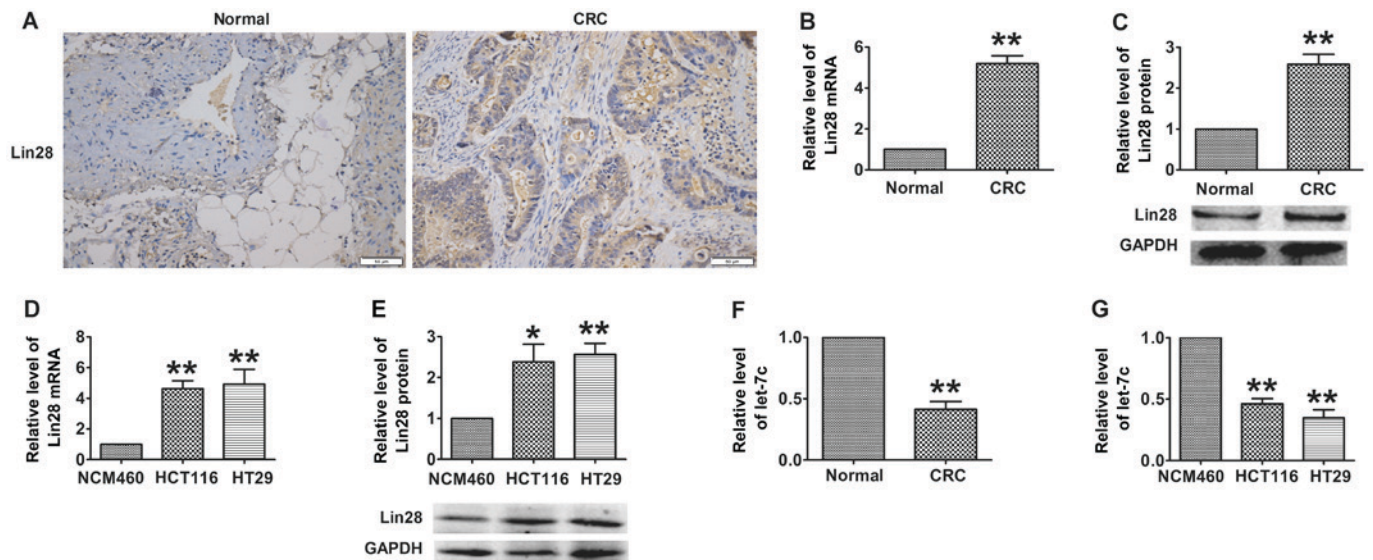 A
Normal
CRC
Lin28
B
Relative level of
Lin28 mRNA
6
4
2
0
**
Normal
CRC
C
Relative level of
Lin28 protein
3
2
1
0
**
Normal
CRC
Lin28
GAPDH
D
Relative level of
Lin28 mRNA
8
6
4
2
0
**
**
NCM460
HCT116
HT29
E
Relative level of
Lin28 protein
3
2
1
0
*
**
NCM460
HCT116
HT29
Lin28
GAPDH
F
Relative level
of let-7c
1.0
0.5
0.0
**
Normal
CRC
G
Relative level
of let-7c
1.0
0.5
0.0
**
**
NCM460
HCT116
HT29